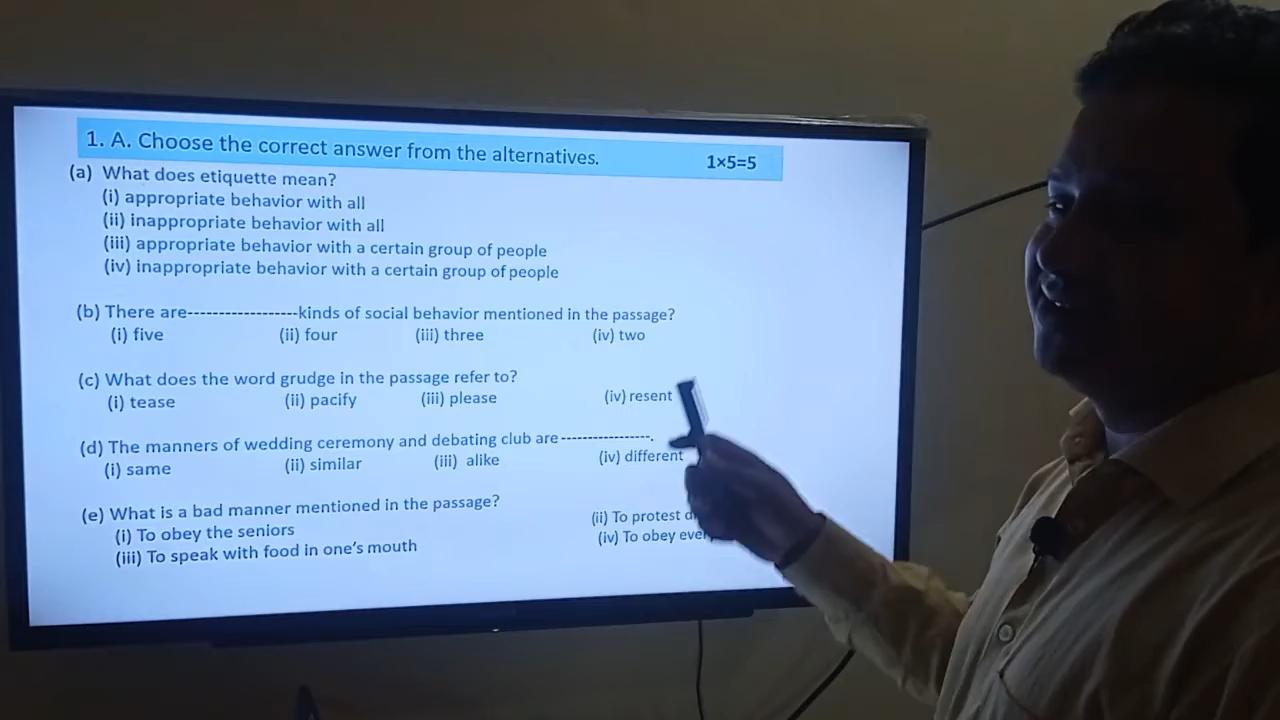 1. A. Choose the correct answer from the alternatives. 1×5=5
(a) What does etiquette mean?
(i) appropriate behavior with all
(ii) inappropriate behavior with all
(iii) appropriate behavior with a certain group of people
(iv) inappropriate behavior with a certain group of people
(b) There are------------------kinds of social behavior mentioned in the passage?
(i) five (ii) four (iii) three (iv) two
(c) What does the word grudge in the passage refer to?
(i) tease (ii) pacify (iii) please (iv) resent
(d) The manners of wedding ceremony and debating club are ----------------.
(i) same (ii) similar (iii) alike (iv) different
(e) What is a bad manner mentioned in the passage?
(i) To obey the seniors (ii) To protest
(iii) To speak with food in one's mouth (iv) To obey